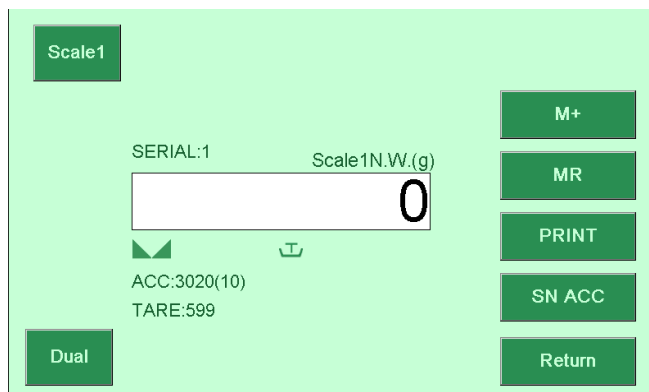 Scale1
M+
SERIAL:1
Scale1N.W.(g)
0
MR
PRINT
ACC:3020(10)
SN ACC
TARE:599
Dual
Return